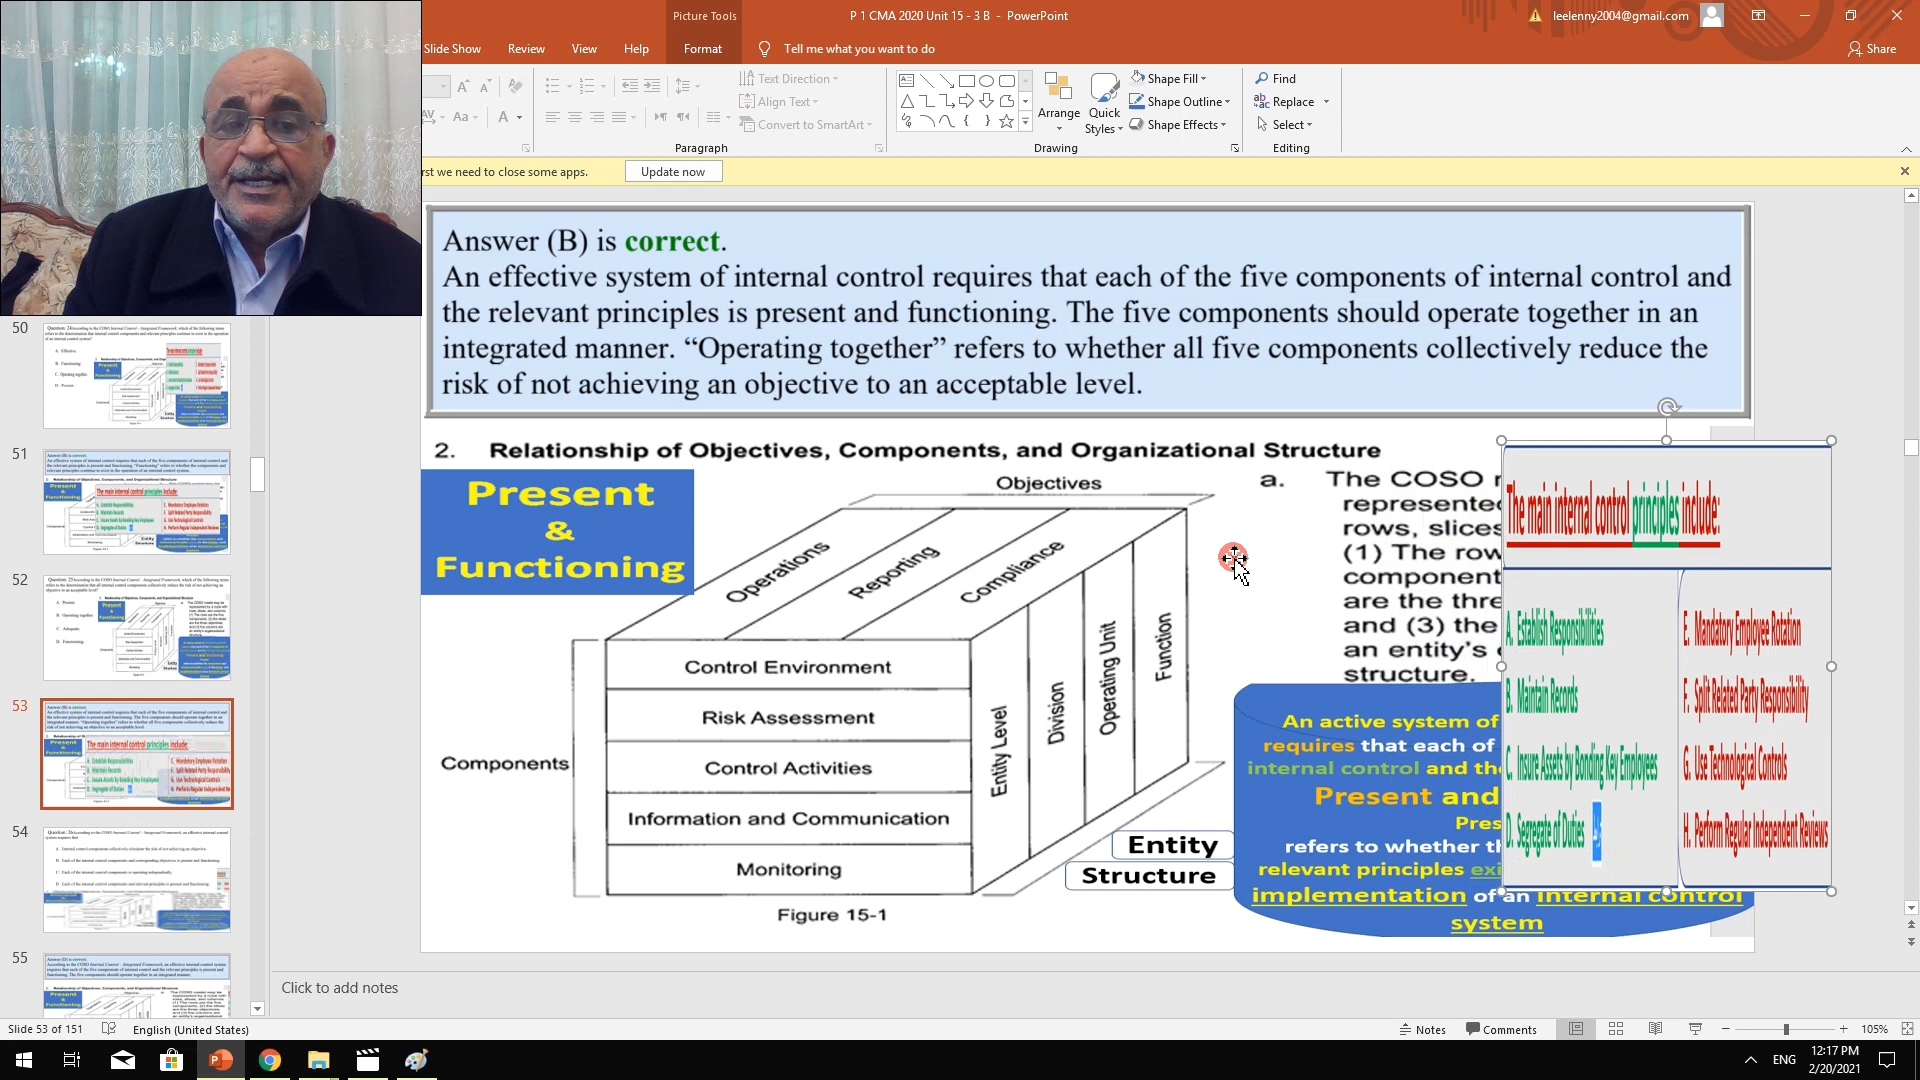 Picture Tools
P 1 CMA 2020 Unit 15 - 3 B - PowerPoint
leelenny2004@gmail.com
Slide Show
Review
View
Help
Format
Tell me what you want to do
Share
Text Direction
Align Text
Convert to SmartArt
Arrange
Quick
Styles
Shape Fill
Shape Outline
Shape Effects
Find
Replace
Select
Paragraph
Drawing
Editing
rst we need to close some apps.
Update now
Answer (B) is correct.
An effective system of internal control requires that each of the five components of internal control and
the relevant principles is present and functioning. The five components should operate together in an
integrated manner. “Operating together” refers to whether all five components collectively reduce the
risk of not achieving an objective to an acceptable level.
2. Relationship of Objectives, Components, and Organizational Structure
Present
&
Functioning
Objectives
Operations
Reporting
Compliance
Control Environment
Risk Assessment
Control Activities
Information and Communication
Monitoring
Components
Entity Level
Division
Operating Unit
Function
Entity
Structure
Figure 15-1
a. The COSO
represented
rows, slices
(1) The row
component
are the thre
and (3) the
an entity's
structure.
An active system of
requires that each of
internal control and the
Present and
Pres
refers to whether th
relevant principles exi
implementation of an Internal control
system
The main internal control principles include:
A. Establish Responsibilities
B. Maintain Records
C. Insure Assets by Bonding Key Employees
D. Segregate of Duties
E. Mandatory Employee Rotation
F. Split Related Party Responsibility
G. Use Technological Controls
H. Perform Regular Independent Reviews
50
51
52
53
54
55
Click to add notes
Slide 53 of 151
English (United States)
Notes
Comments
105%
ENG
12:17 PM
2/20/2021